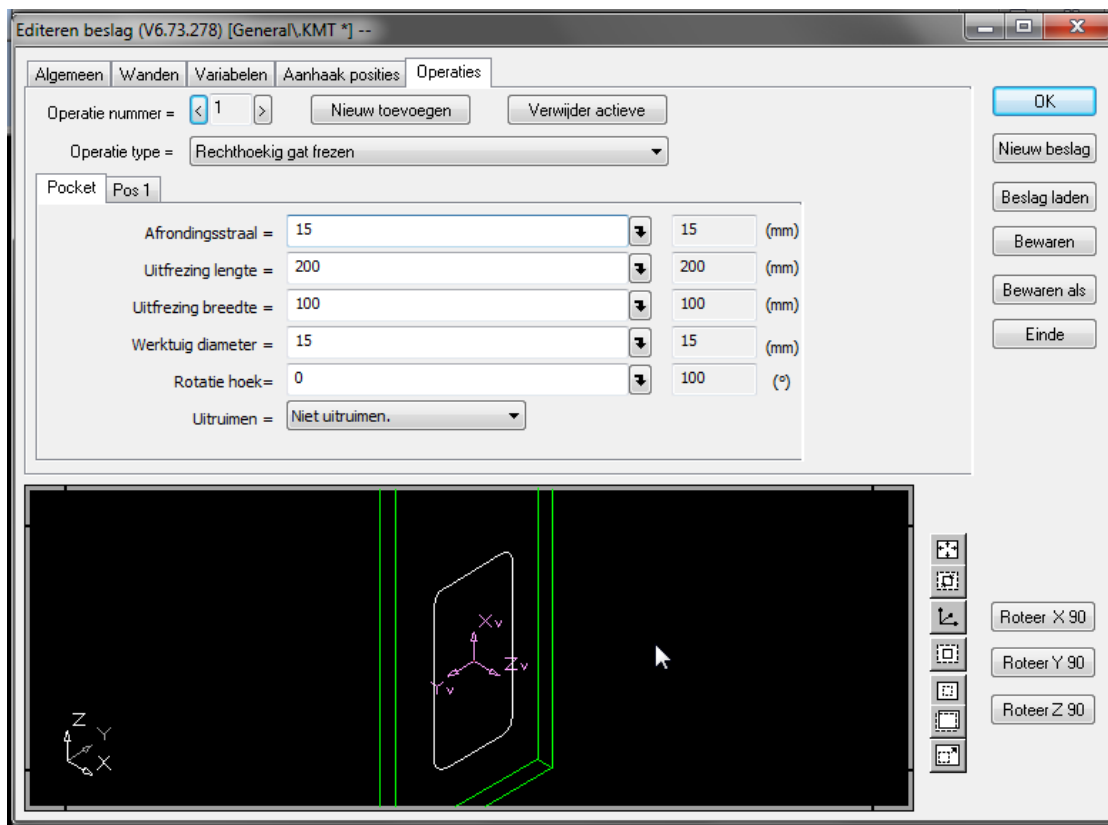 Editeren beslag (V6.73.278) [General\.KMT *] --
Algemeen Wanden Variabelen Aanhaak posities Operaties
Operatie nummer = < 1 > Nieuw toevoegen Verwijder actieve
Operatie type = Rechthoekig gat frezen
Pocket Pos 1
Afrondingsstraal = 15 15 (mm)
Uitfrezing lengte = 200 200 (mm)
Uitfrezing breedte = 100 100 (mm)
Werktuig diameter = 15 15 (mm)
Rotatie hoek= 0 100 (º)
Uitruimen = Niet uitruimen.
OK
Nieuw beslag
Beslag laden
Bewaren
Bewaren als
Einde
Xv
Zv
Yv
Z
Y
X
Roteer X 90
Roteer Y 90
Roteer Z 90